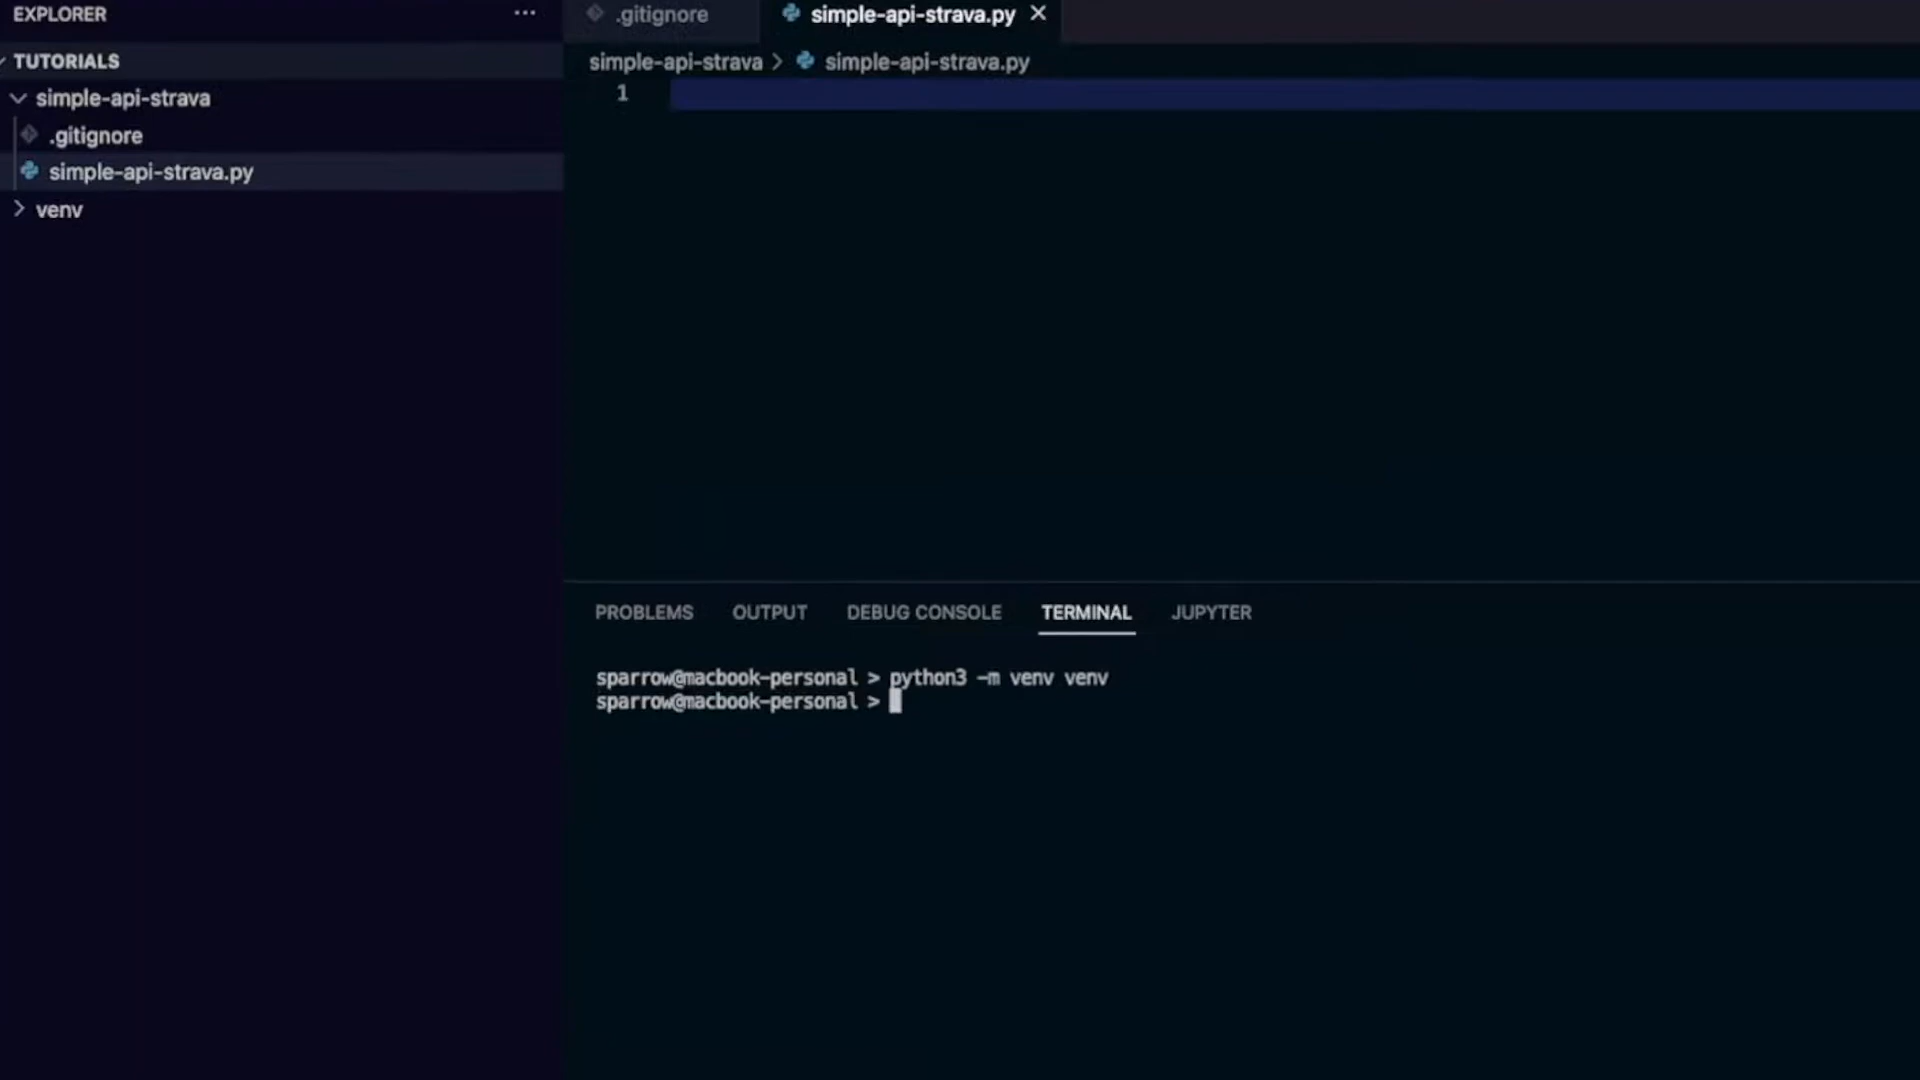 EXPLORER
TUTORIALS
simple-api-strava
.gitignore
simple-api-strava.py
venv
.gitignore
simple-api-strava.py
simple-api-strava > simple-api-strava.py
1
PROBLEMS OUTPUT DEBUG CONSOLE TERMINAL JUPYTER
sparrow@macbook-personal > python3 -m venv venv
sparrow@macbook-personal >